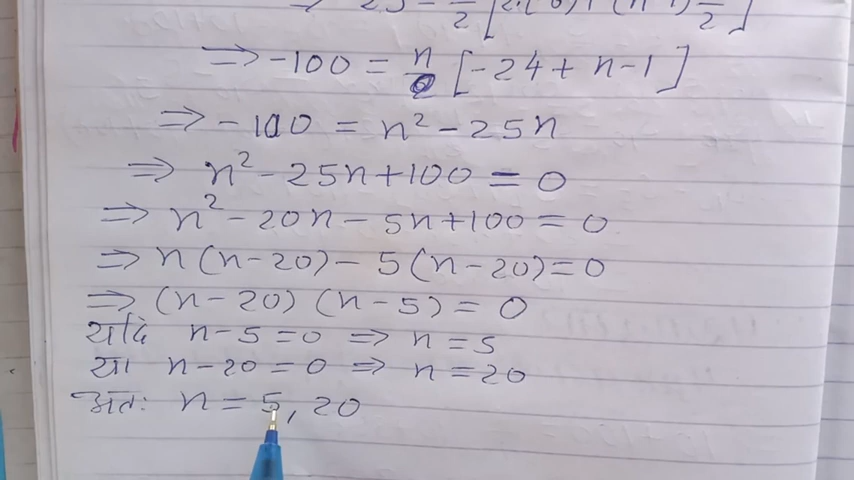 ⇒ -100 = n/2 [-24 + n-1]
⇒ -100 = n² - 25n
⇒ n² - 25n + 100 = 0
⇒ n² - 20n - 5n + 100 = 0
⇒ n(n-20) - 5(n-20) = 0
⇒ (n-20) (n-5) = 0
यदि n-5 = 0 ⇒ n = 5
या n-20 = 0 ⇒ n = 20
अतः n = 5, 20